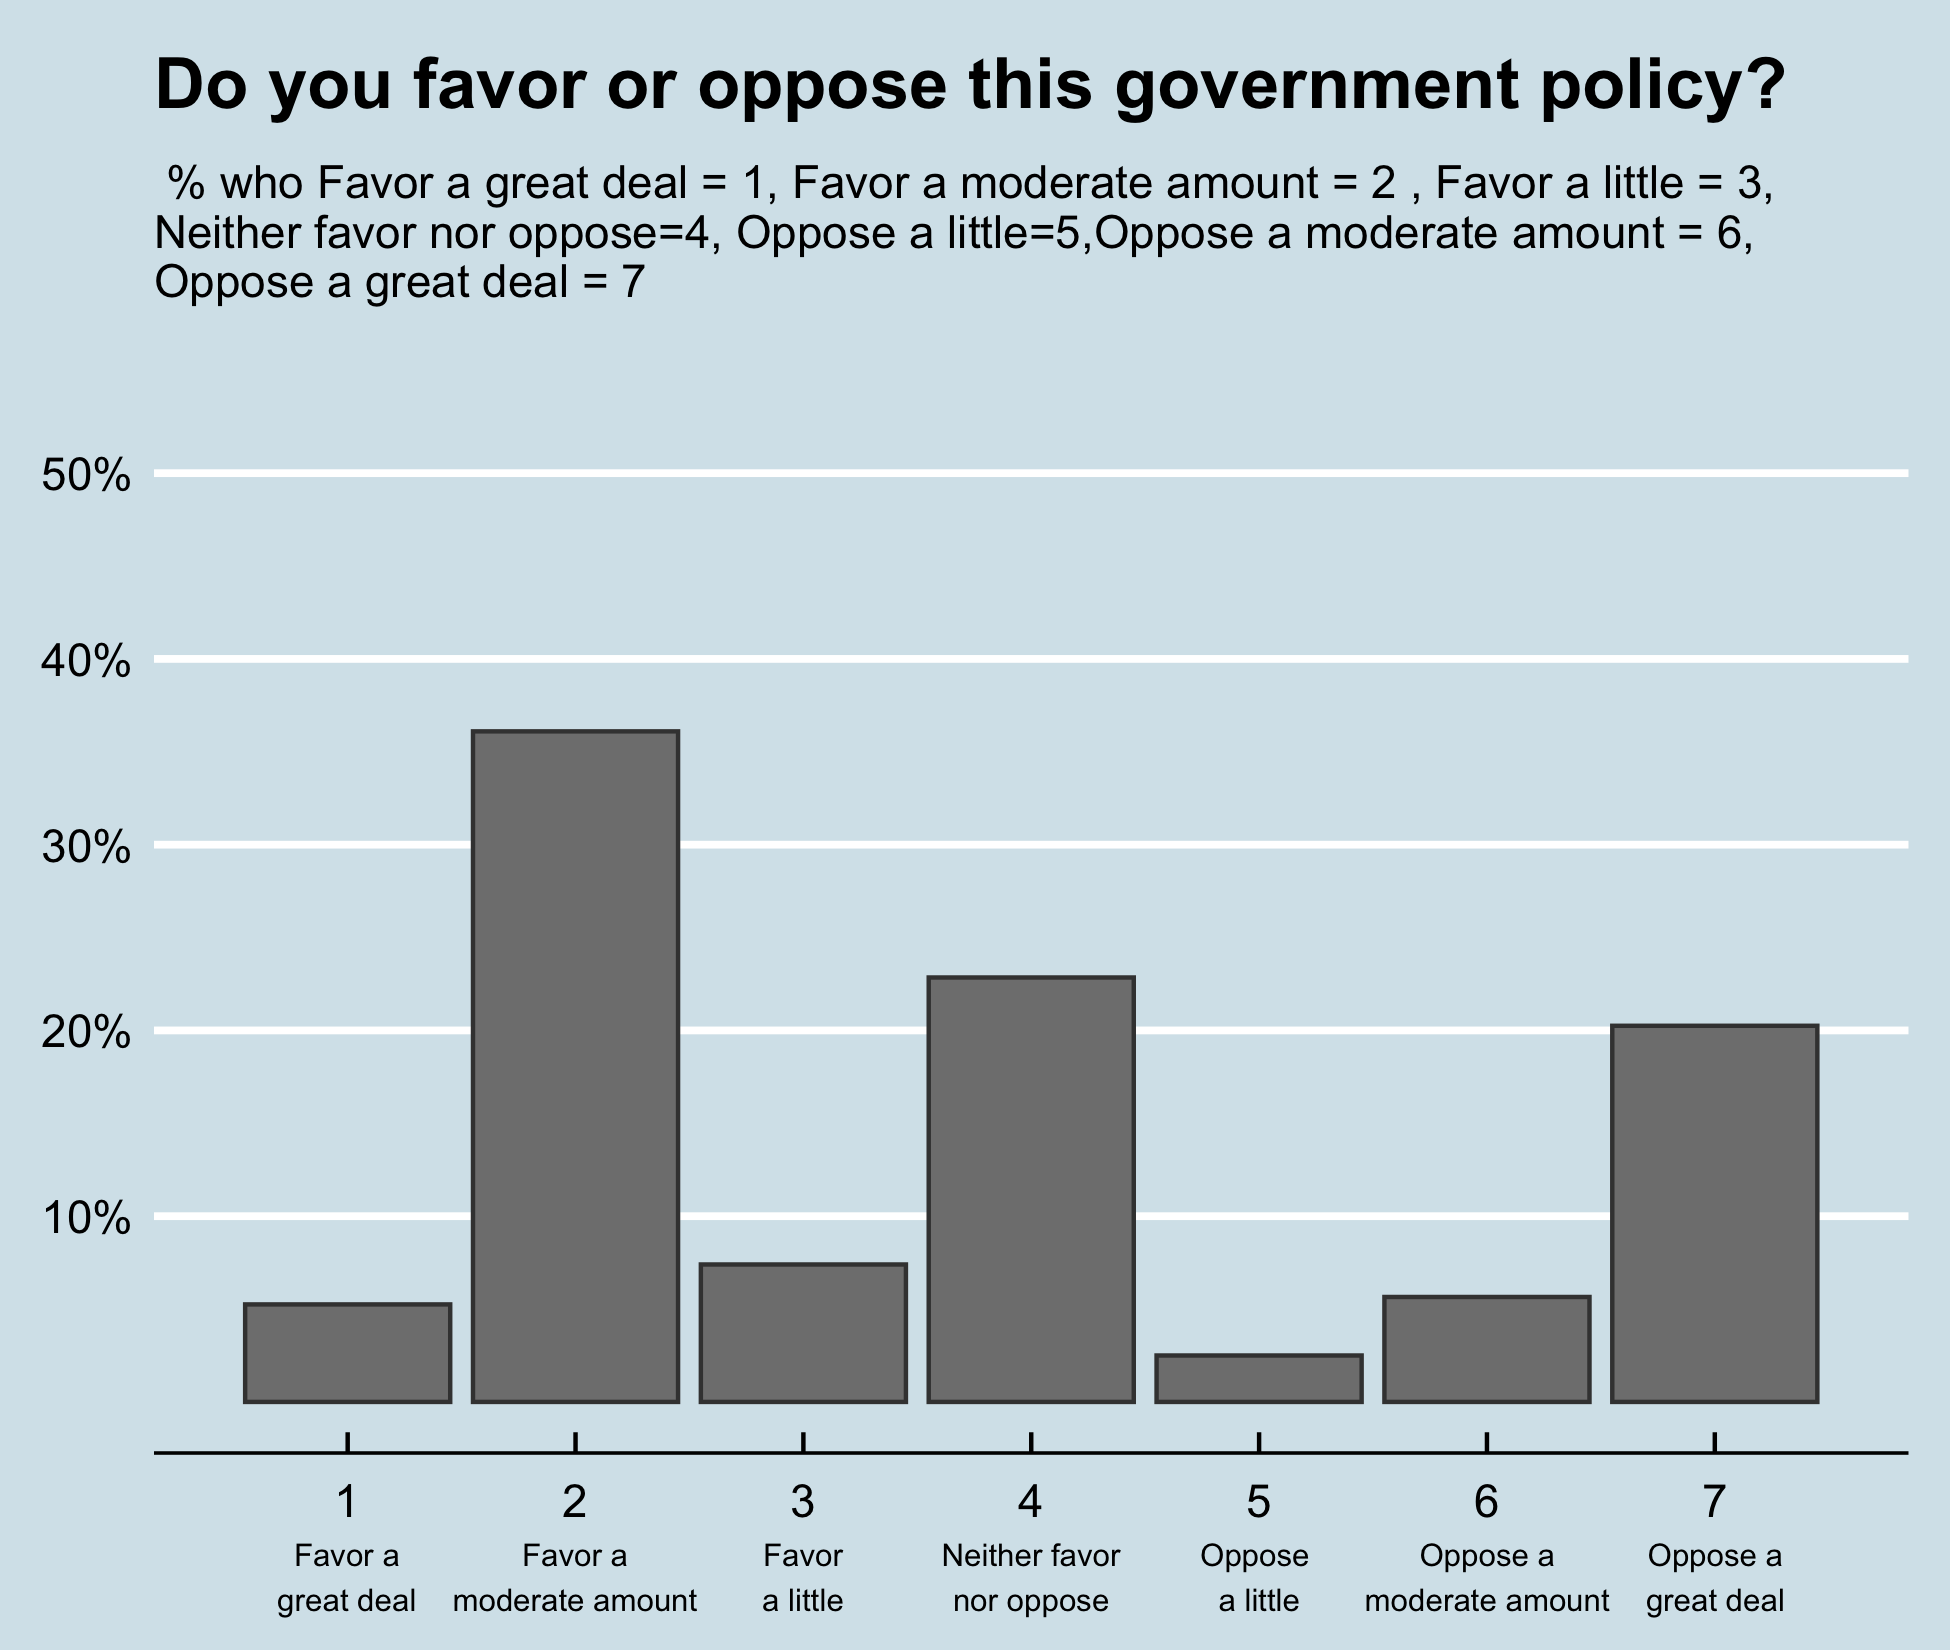 Do you favor or oppose this government policy?
% who Favor a great deal = 1, Favor a moderate amount = 2 , Favor a little = 3,
Neither favor nor oppose=4, Oppose a little=5,Oppose a moderate amount = 6,
Oppose a great deal = 7
50%
40%
30%
20%
10%
1 2 3 4 5 6 7
Favor a Favor a Favor Neither favor Oppose Oppose a Oppose a
great deal moderate amount a little nor oppose a little moderate amount great deal